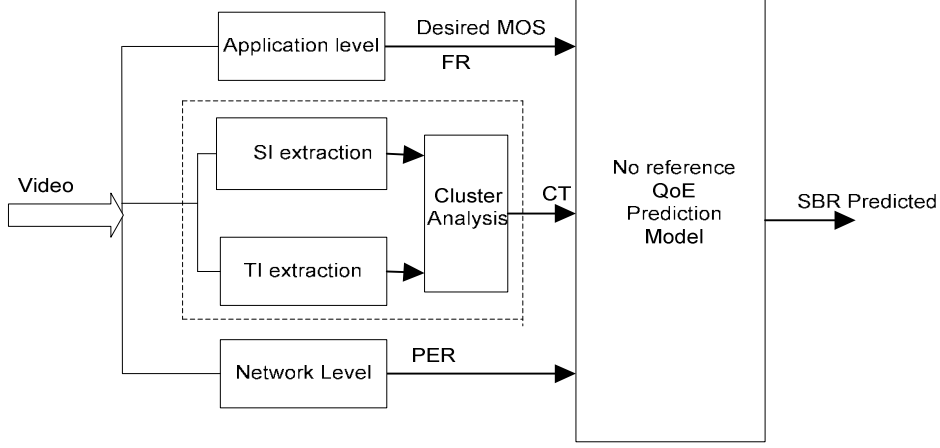 Application level
Desired MOS
FR
SI extraction
Video
Cluster
Analysis
CT
TI extraction
Network Level
PER
No reference
QoE
Prediction
Model
SBR Predicted